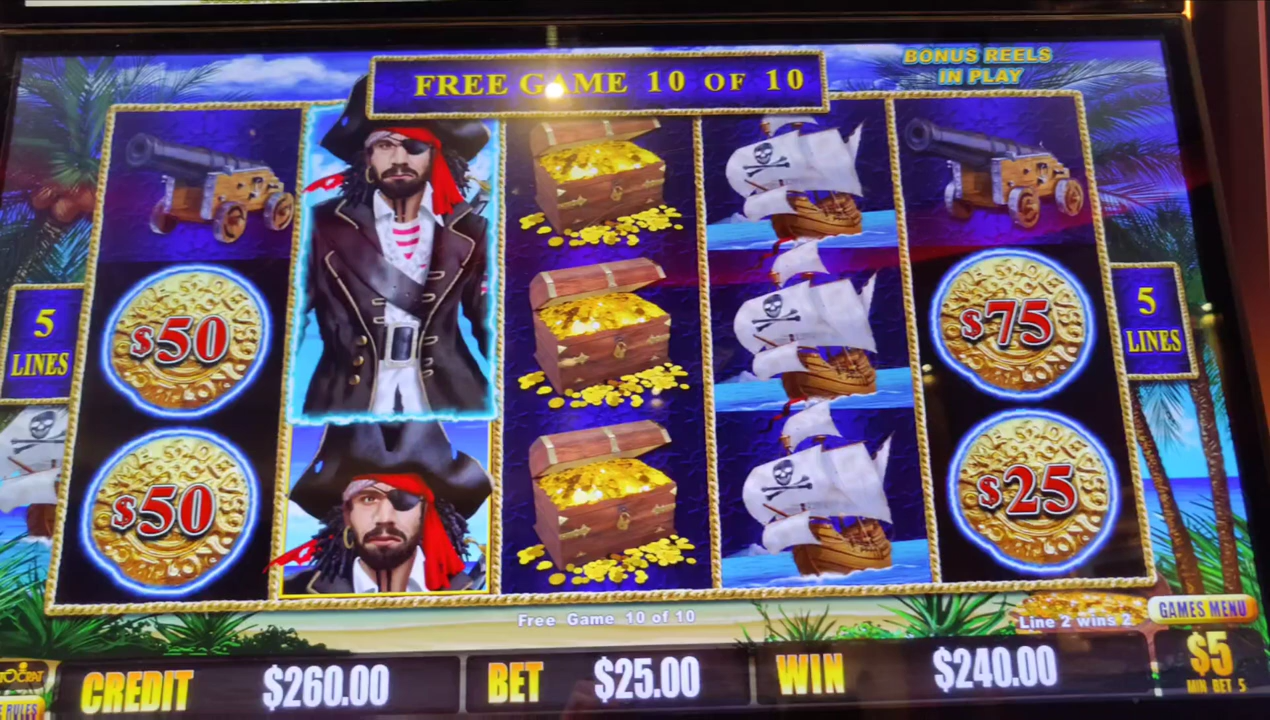 FREE GAME 10 OF 10
BONUS REELS
IN PLAY
5
LINES
5
LINES
$50
$75
$50
$25
Free Game 10 of 10
Line 2 wins 2
GAMES MENU
CREDIT $260.00
BET $25.00
WIN $240.00
$5
MIN BET 5
RULES